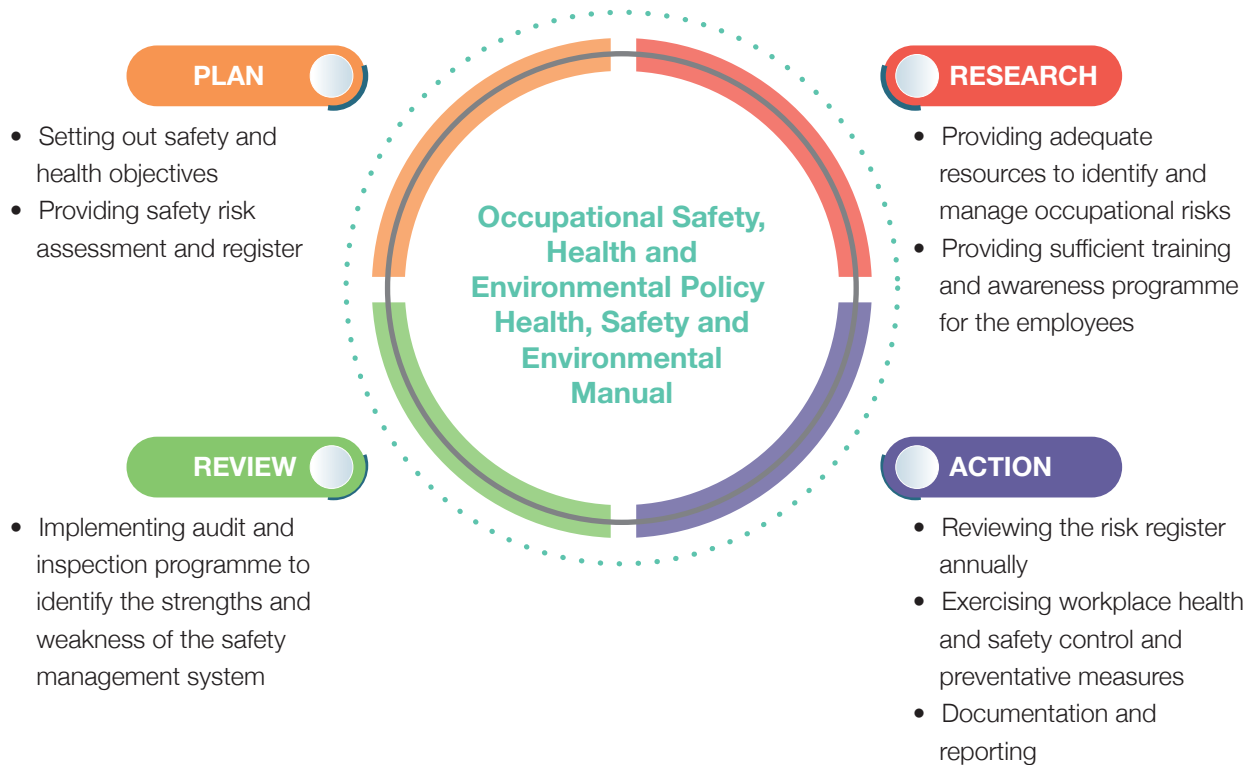 PLAN
• Setting out safety and
health objectives
• Providing safety risk
assessment and register
RESEARCH
• Providing adequate
resources to identify and
manage occupational risks
• Providing sufficient training
and awareness programme
for the employees
Occupational Safety,
Health and
Environmental Policy
Health, Safety and
Environmental
Manual
REVIEW
• Implementing audit and
inspection programme to
identify the strengths and
weakness of the safety
management system
ACTION
• Reviewing the risk register
annually
• Exercising workplace health
and safety control and
preventative measures
• Documentation and
reporting